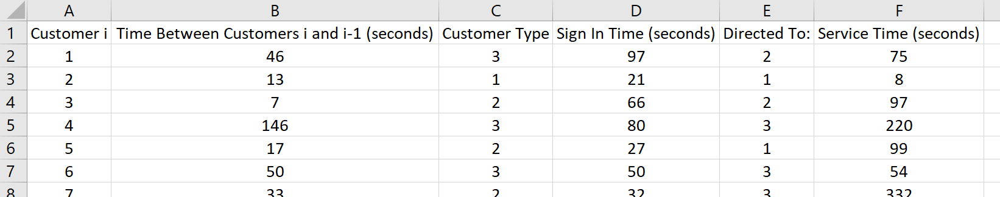 A B C D E F
1 Customer i Time Between Customers i and i-1 (seconds) Customer Type Sign In Time (seconds) Directed To: Service Time (seconds)
2 1 46 3 97 2 75
3 2 13 1 21 1 8
4 3 7 2 66 2 97
5 4 146 3 80 3 220
6 5 17 2 27 1 99
7 6 50 3 50 3 54
8 7 33 2 32 3 332